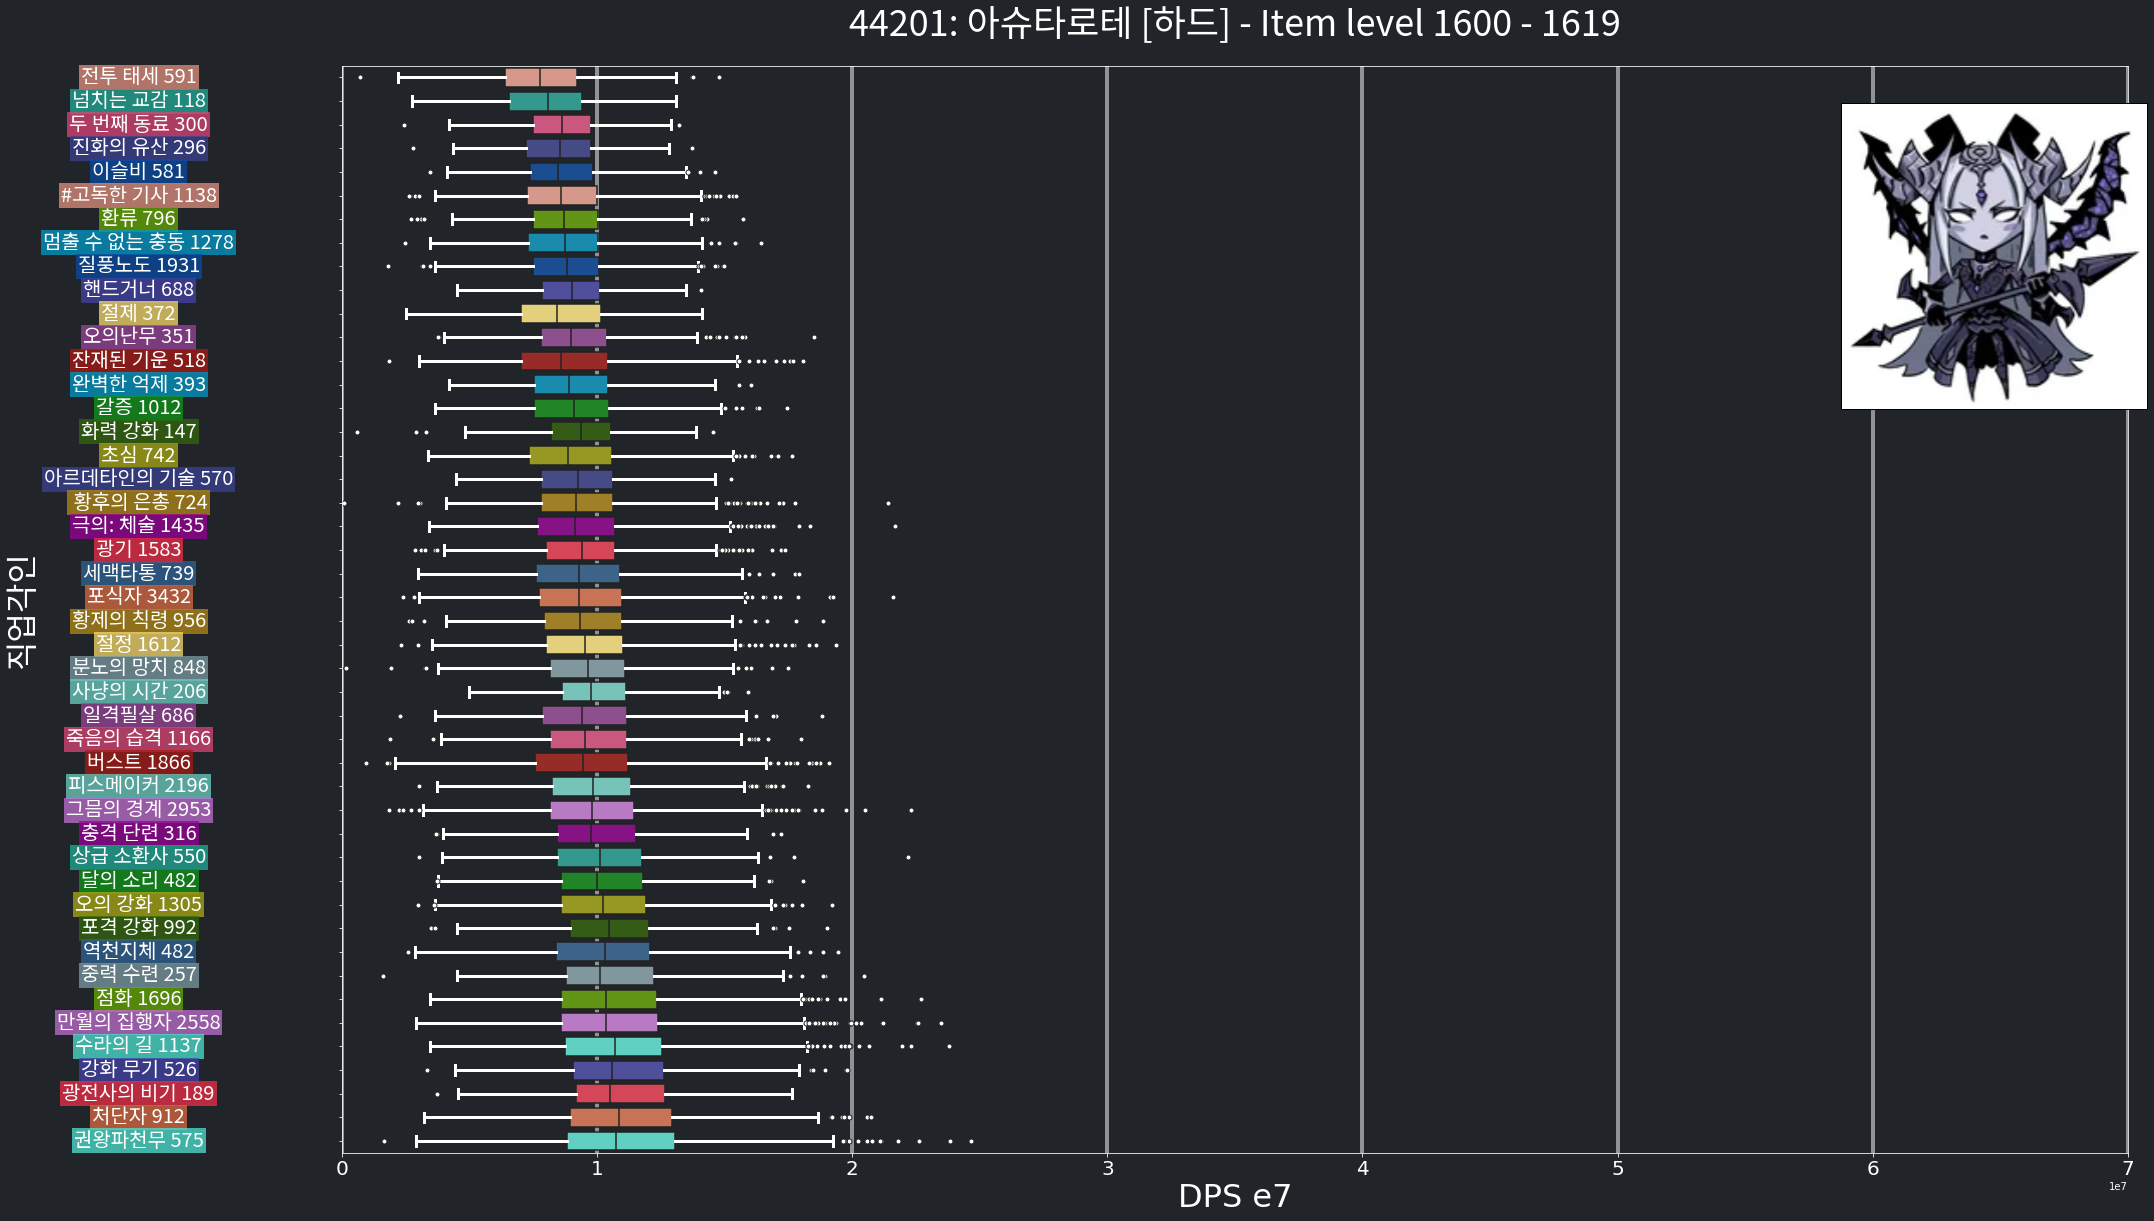 44201: 아슈타로테 [하드] - Item level 1600 - 1619
전투 태세 591
넘치는 교감 118
두 번째 동료 300
진화의 유산 296
이슬비 581
#고독한 기사 1138
환류 796
멈출 수 없는 충동 1278
질풍노도 1931
핸드거너 688
절제 372
오의난무 351
잔재된 기운 518
완벽한 억제 393
갈증 1012
화력 강화 147
초심 742
아르데타인의 기술 570
황후의 은총 724
극의: 체술 1435
광기 1583
세맥타통 739
포식자 3432
황제의 칙령 956
절정 1612
분노의 망치 848
사냥의 시간 206
일격필살 686
죽음의 습격 1166
버스트 1866
피스메이커 2196
그믐의 경계 2953
충격 단련 316
상급 소환사 550
달의 소리 482
오의 강화 1305
포격 강화 992
역천지체 482
중력 수련 257
점화 1696
만월의 집행자 2558
수라의 길 1137
강화 무기 526
광전사의 비기 189
처단자 912
권왕파천무 575
직업각인
0 1 2 3 4 5 6 7
1e7
DPS e7